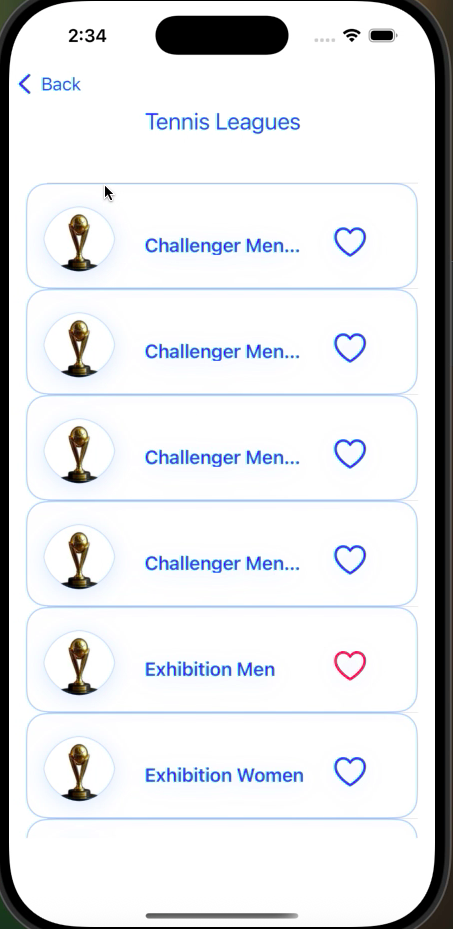 2:34
Back
Tennis Leagues
Challenger Men...
Challenger Men...
Challenger Men...
Challenger Men...
Exhibition Men
Exhibition Women